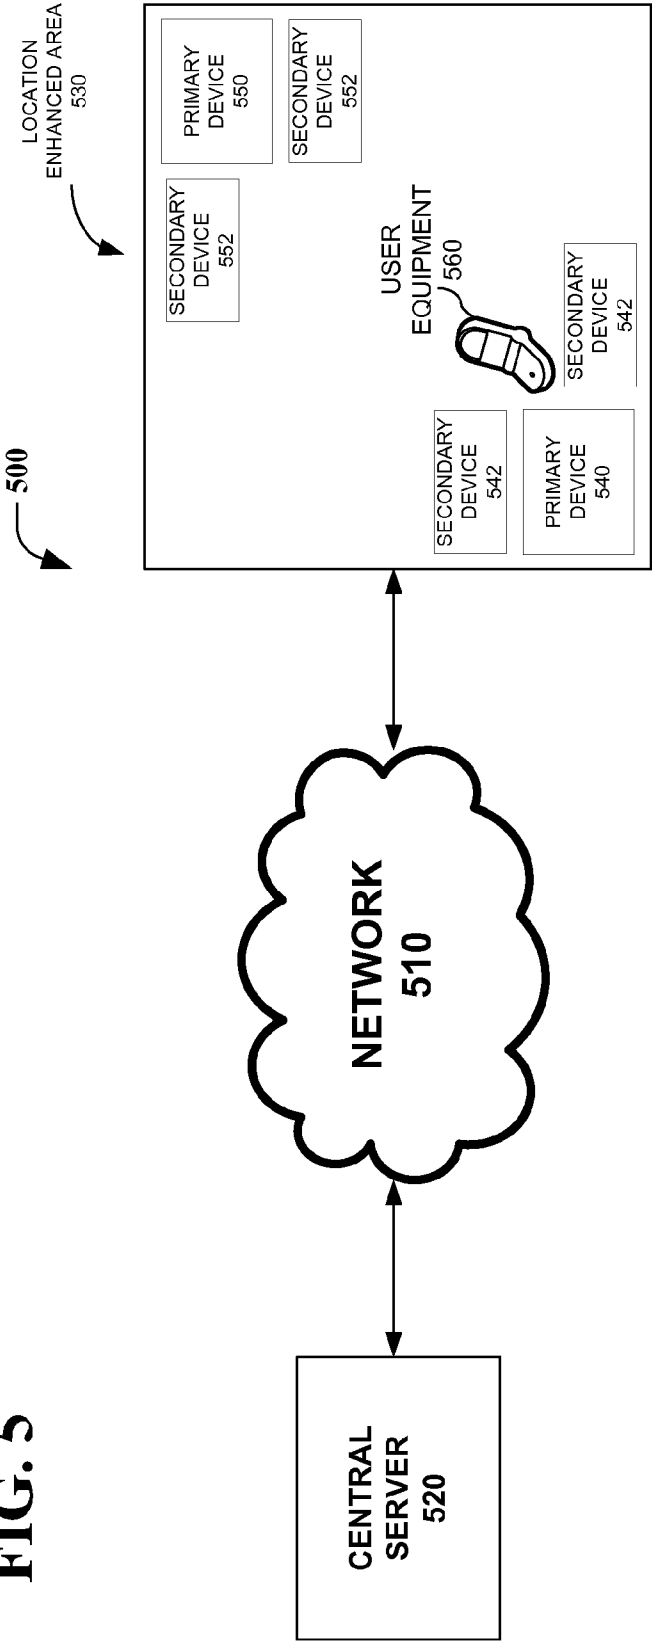 500
LOCATION
ENHANCED AREA
530
CENTRAL
SERVER
520
NETWORK
510
SECONDARY
DEVICE
542
PRIMARY
DEVICE
540
USER
EQUIPMENT
560
SECONDARY
DEVICE
542
SECONDARY
DEVICE
552
PRIMARY
DEVICE
550
SECONDARY
DEVICE
552
FIG. 5